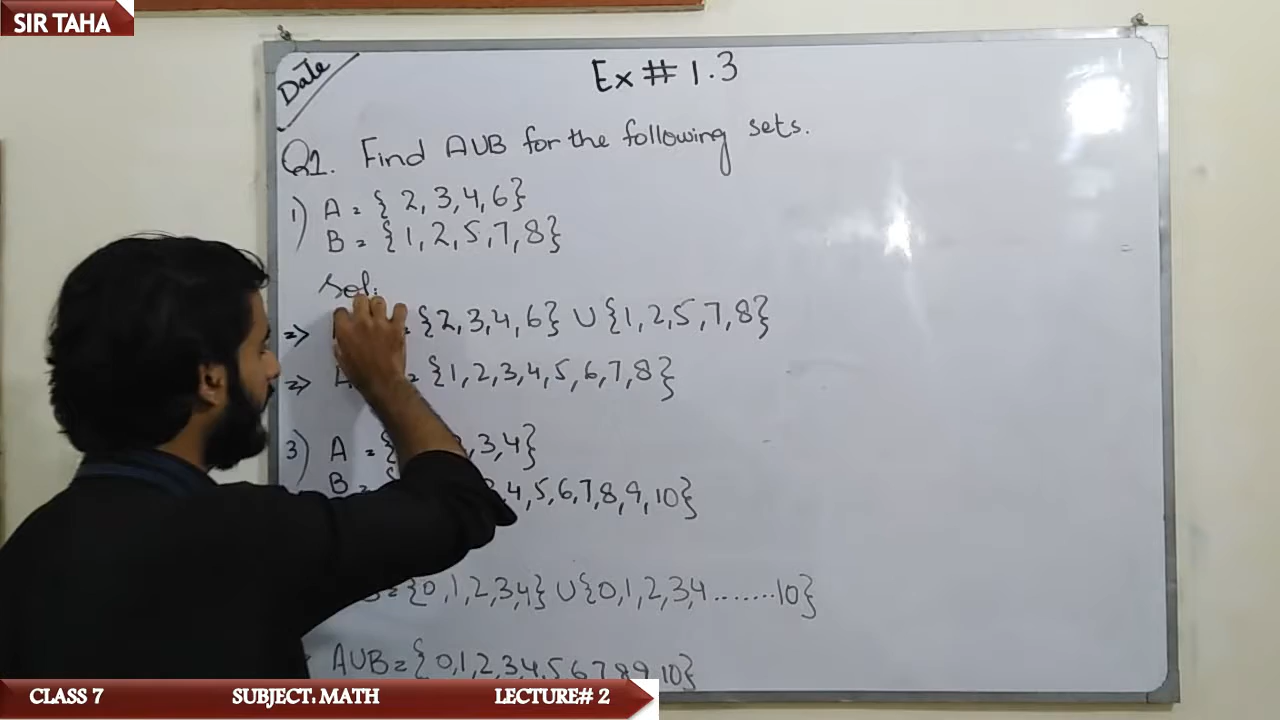 SIR TAHA
Date
Ex # 1.3
Q1. Find AUB for the following sets.
1) A = { 2, 3, 4, 6}
B = {1, 2, 5, 7, 8}
Sol:
=> = {2, 3, 4, 6} U {1, 2, 5, 7, 8}
=> A = {1, 2, 3, 4, 5, 6, 7, 8}
3) A = { , 3, 4}
B = { 4, 5, 6, 7, 8, 9, 10}
= {0, 1, 2, 3, 4} U {0, 1, 2, 3, 4 ....... 10}
AUB = { 0, 1, 2, 3, 4, 5, 6, 7, 8, 9, 10}
CLASS 7 SUBJECT: MATH LECTURE# 2